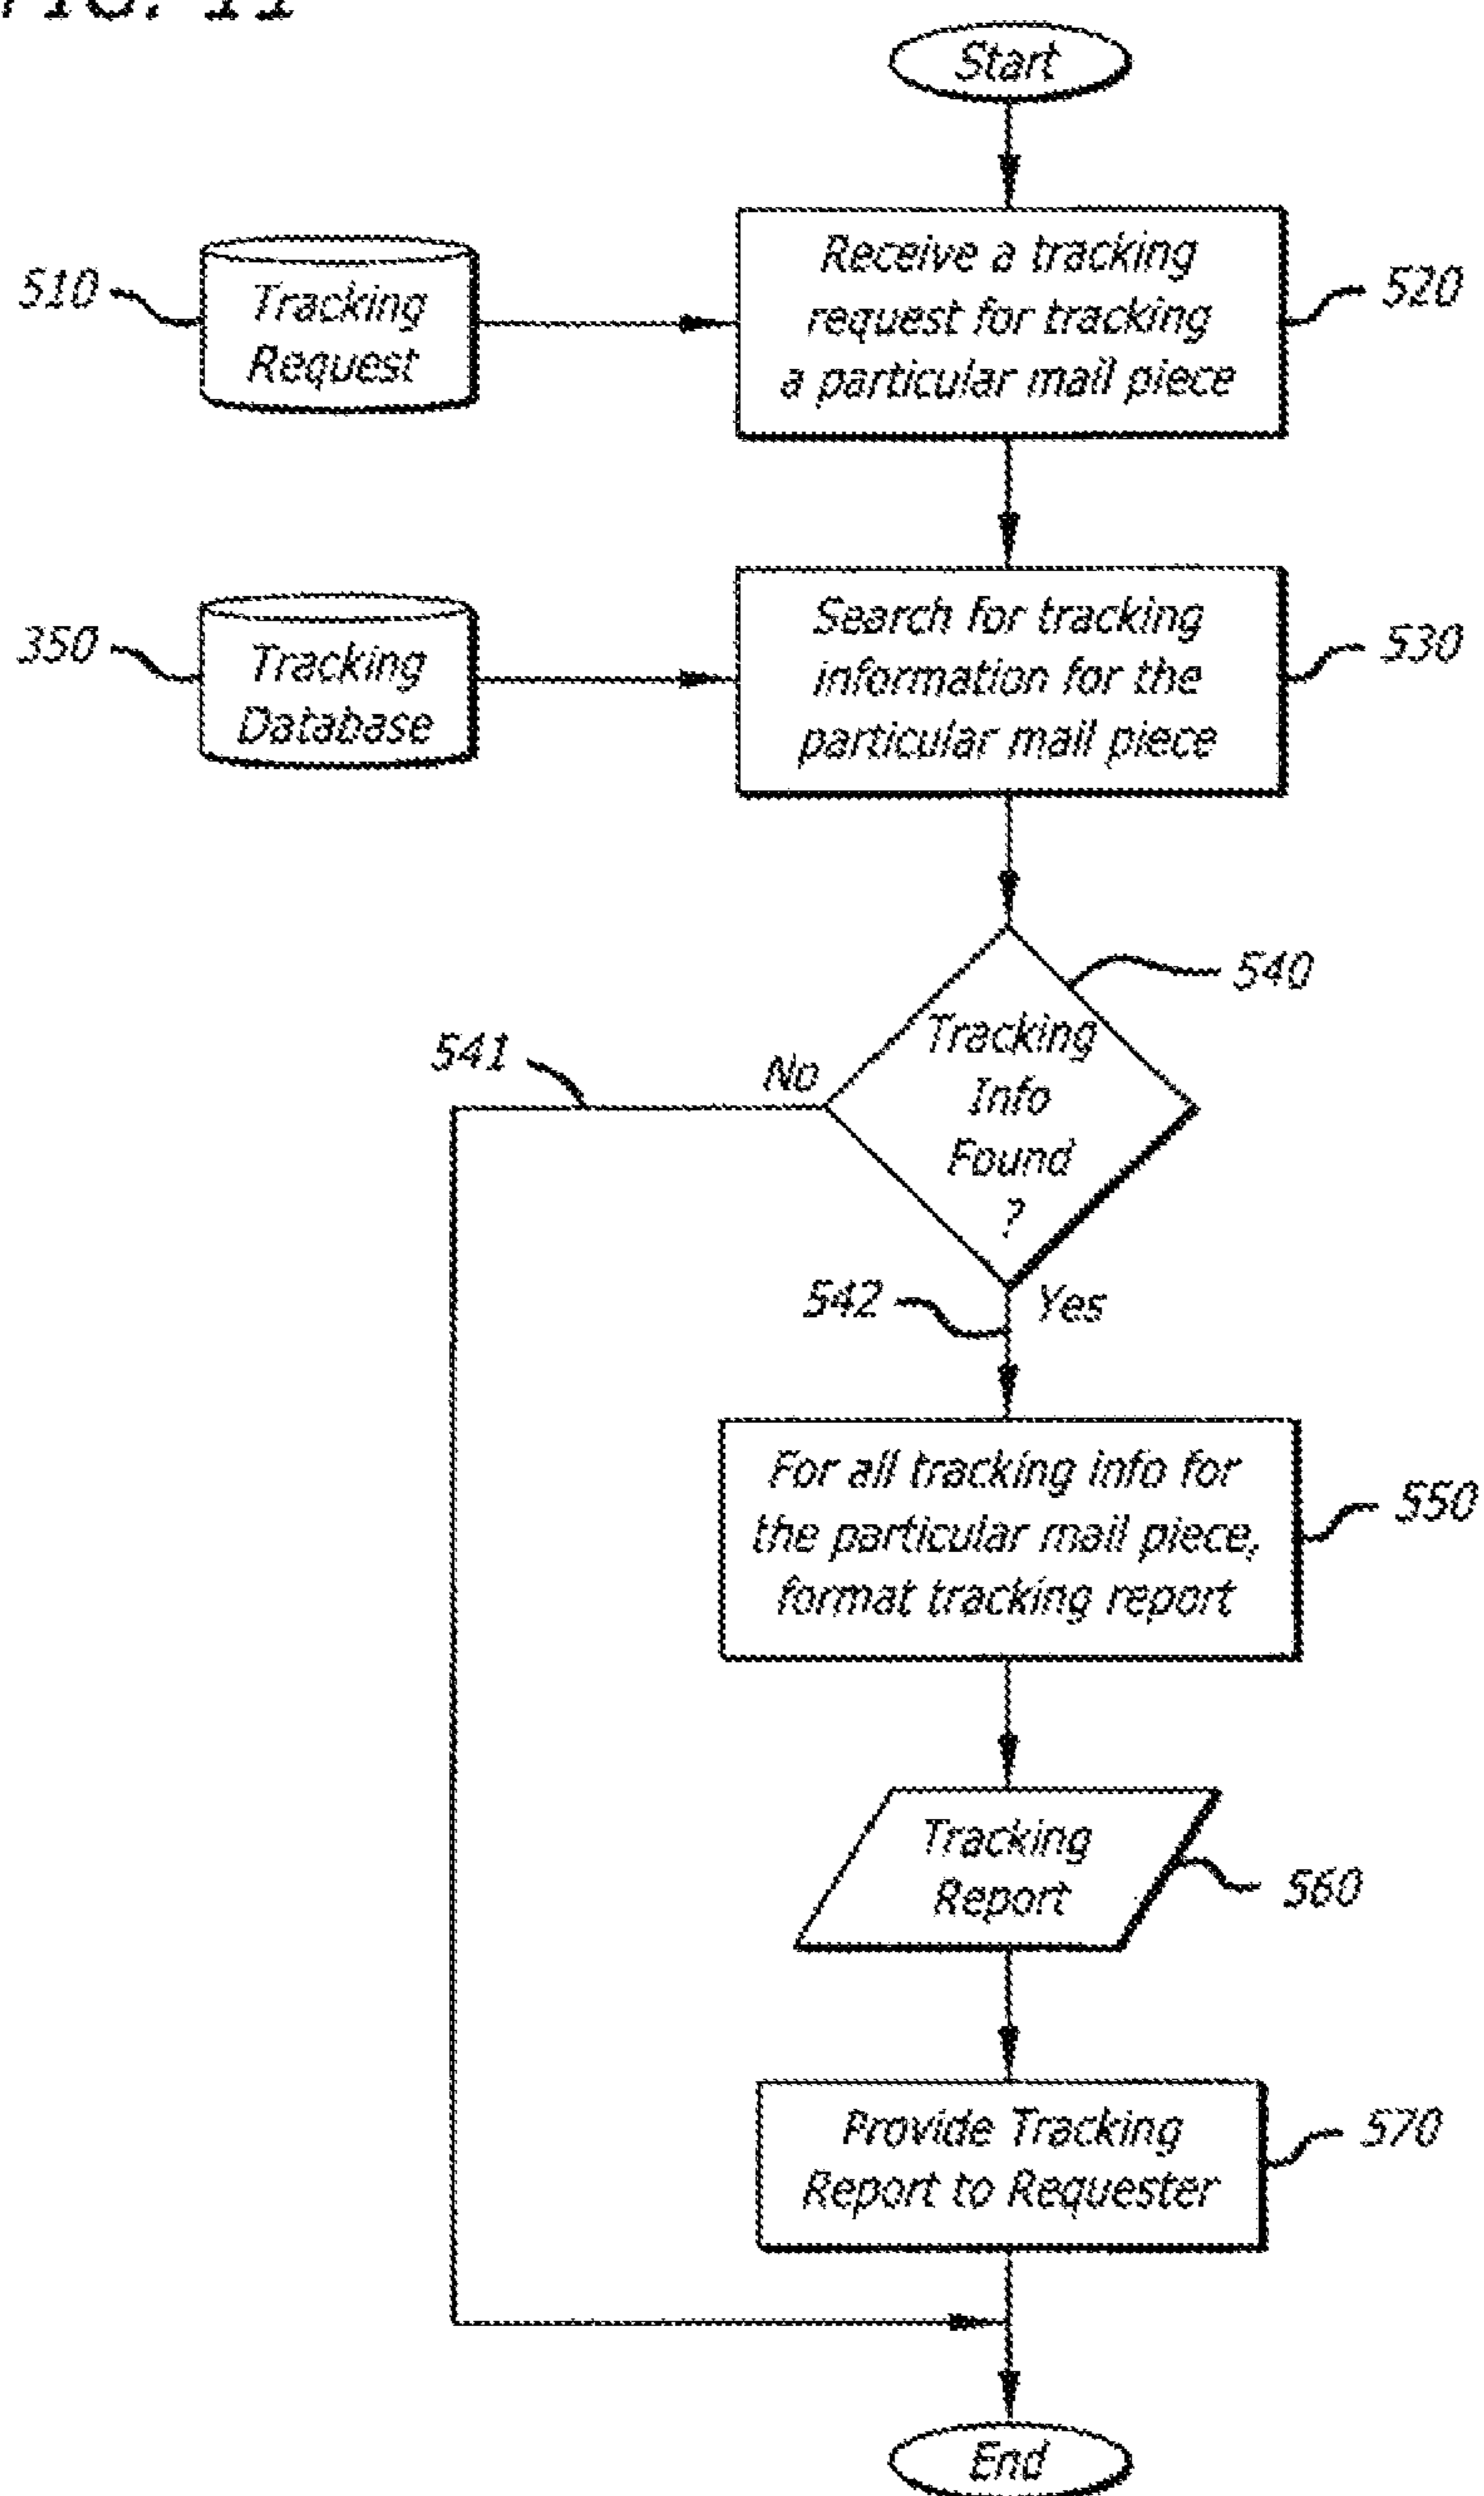 FIG. 11
Start
510
Tracking
Request
Receive a tracking
request for tracking
a particular mail piece
520
350
Tracking
Database
Search for tracking
information for the
particular mail piece
530
540
Tracking
Info
Found
?
541
No
542
Yes
For all tracking info for
the particular mail piece,
format tracking report
550
Tracking
Report
560
Provide Tracking
Report to Requester
570
End